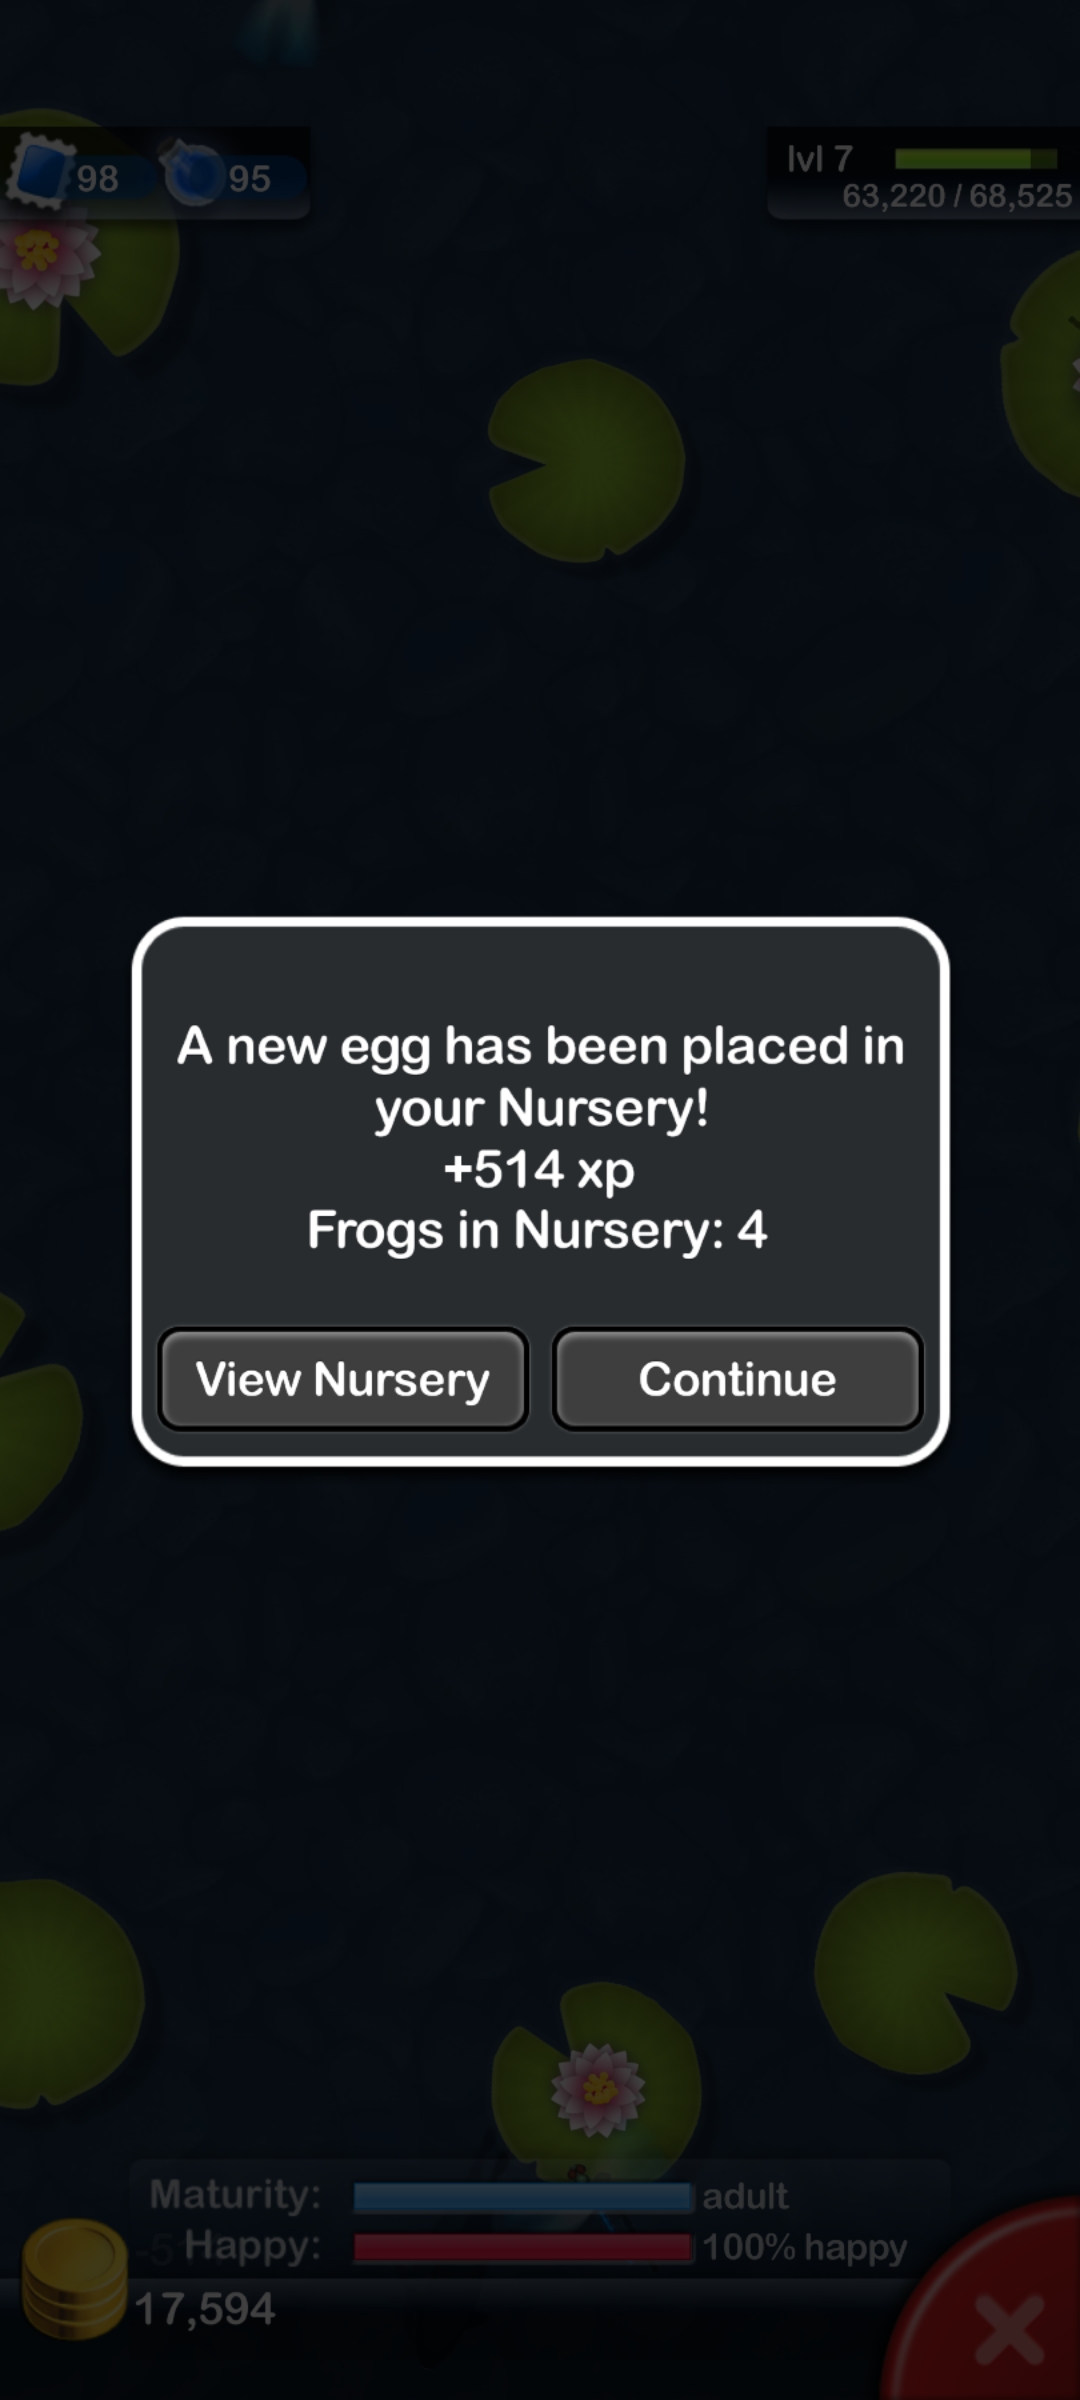 98
95
lvl 7
63,220 / 68,525
A new egg has been placed in
your Nursery!
+514 xp
Frogs in Nursery: 4
View Nursery
Continue
Maturity:
adult
Happy:
100% happy
17,594